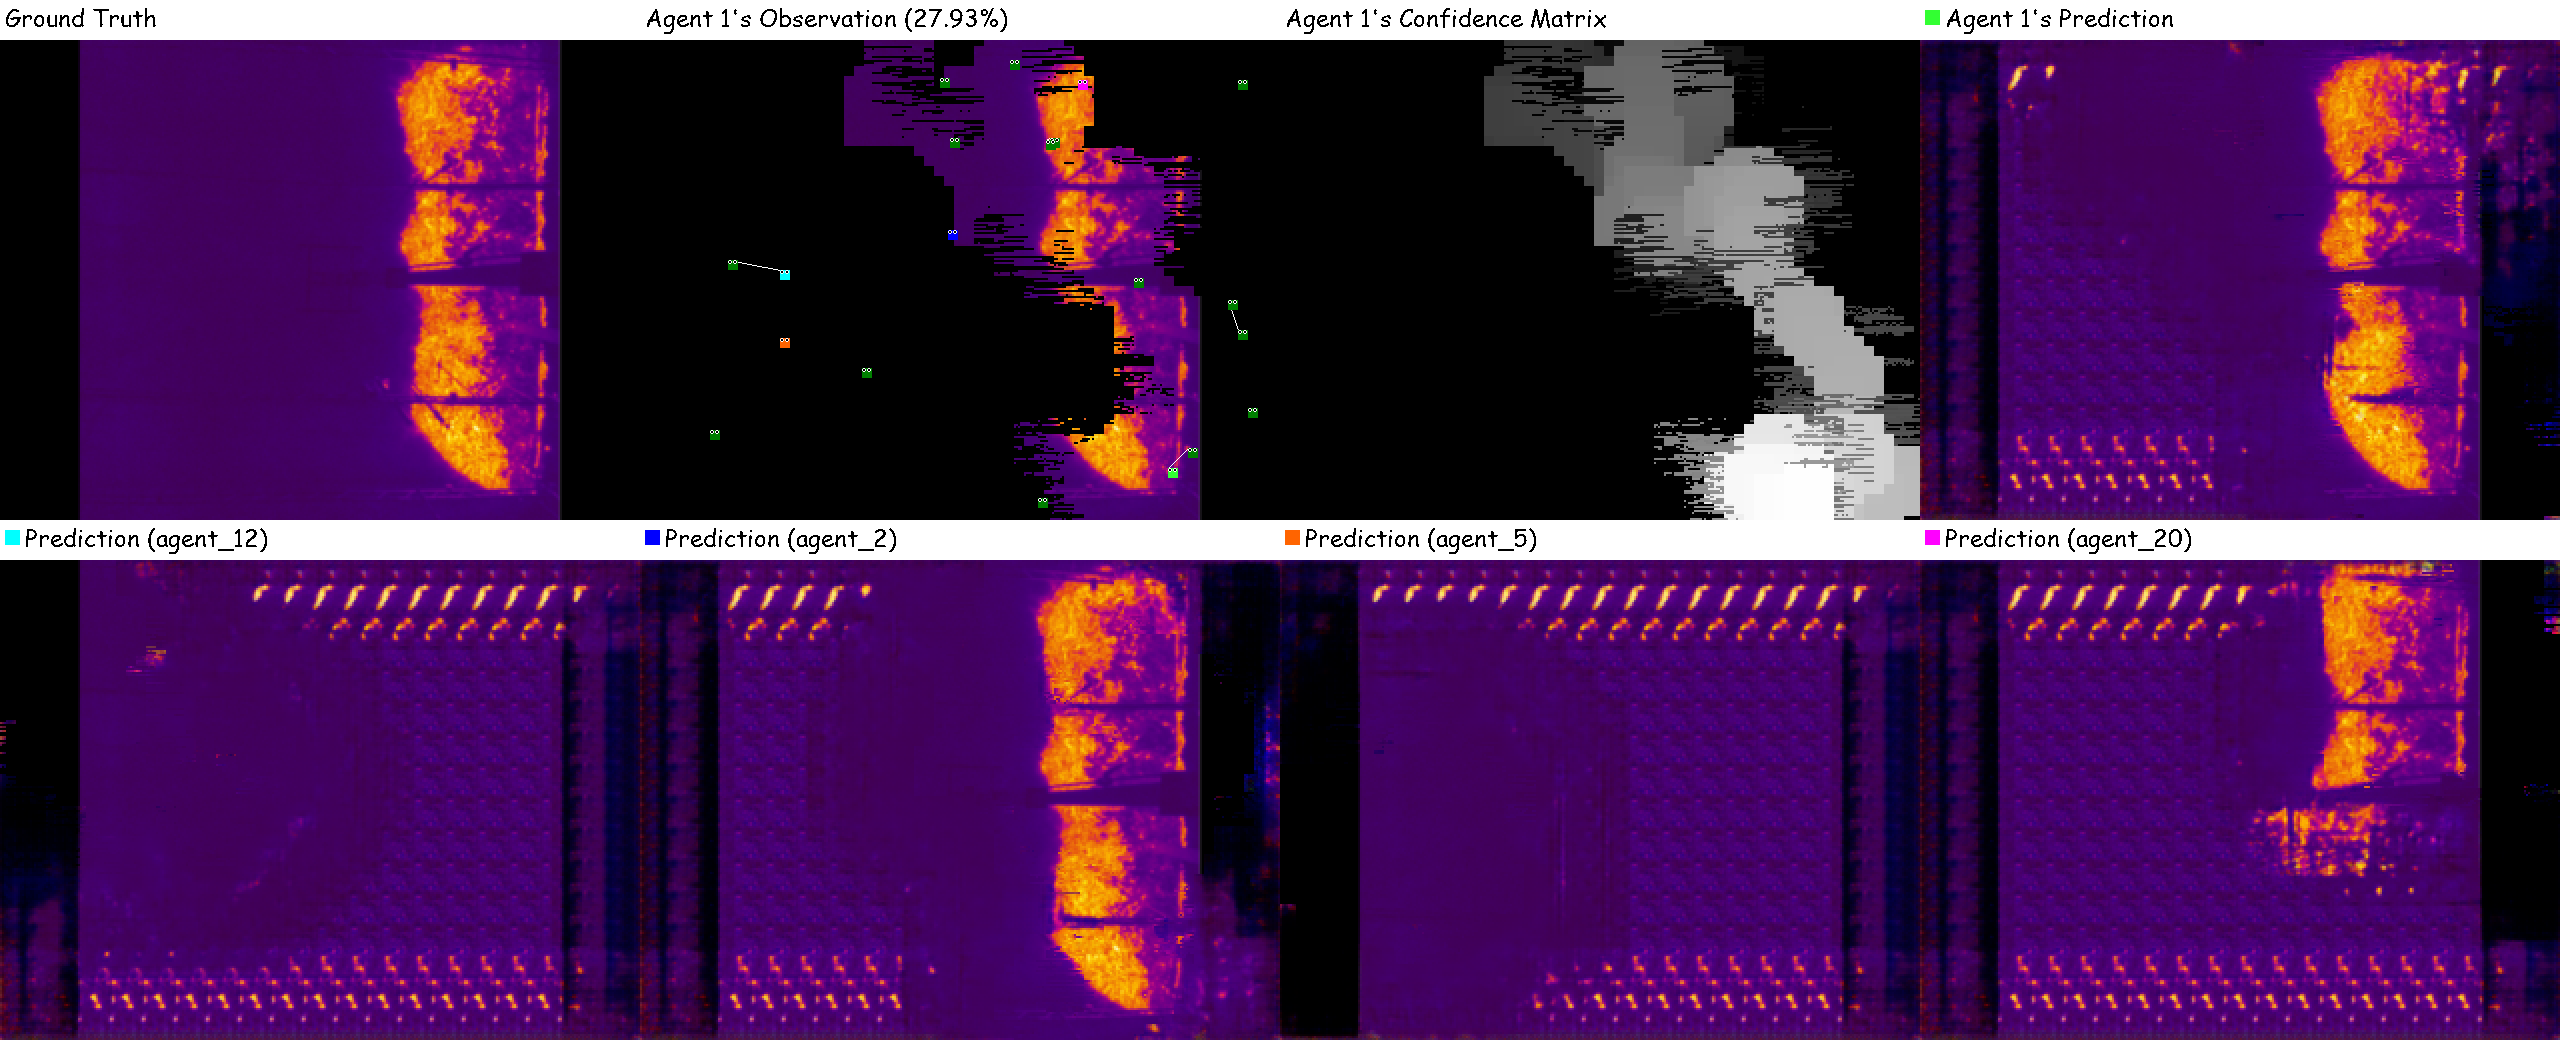 Ground Truth
Agent 1's Observation (27.93%)
Agent 1's Confidence Matrix
Agent 1's Prediction
Prediction (agent_12)
Prediction (agent_2)
Prediction (agent_5)
Prediction (agent_20)